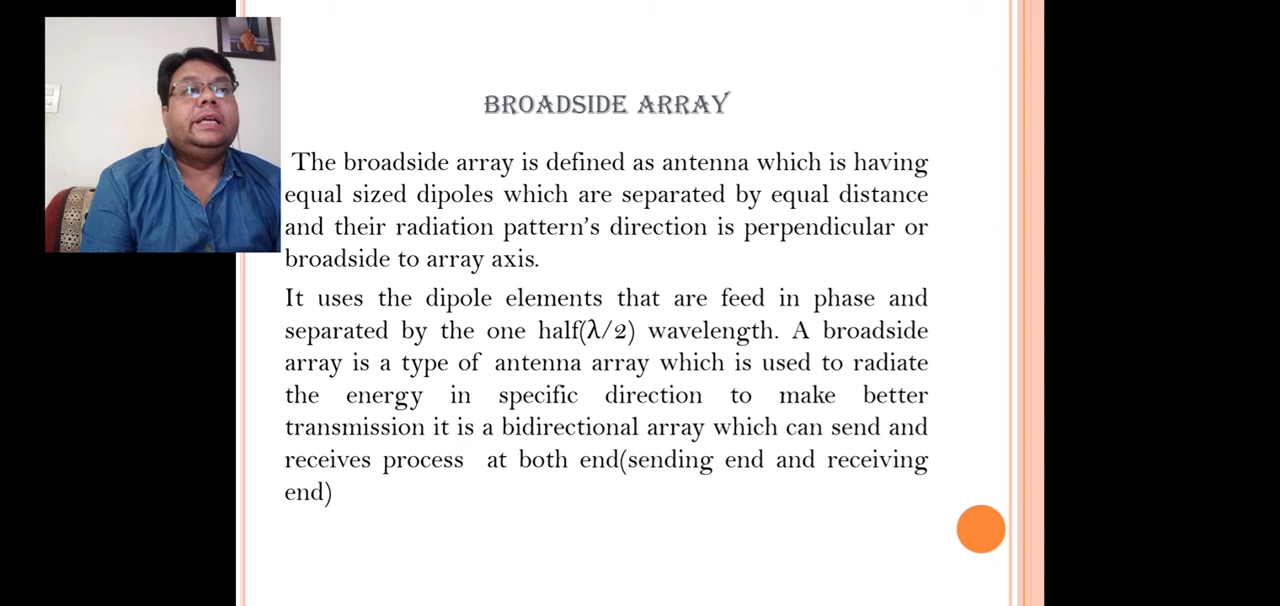 BROADSIDE ARRAY
The broadside array is defined as antenna which is having
equal sized dipoles which are separated by equal distance
and their radiation pattern's direction is perpendicular or
broadside to array axis.
It uses the dipole elements that are feed in phase and
separated by the one half(λ/2) wavelength. A broadside
array is a type of antenna array which is used to radiate
the energy in specific direction to make better
transmission it is a bidirectional array which can send and
receives process at both end(sending end and receiving
end)